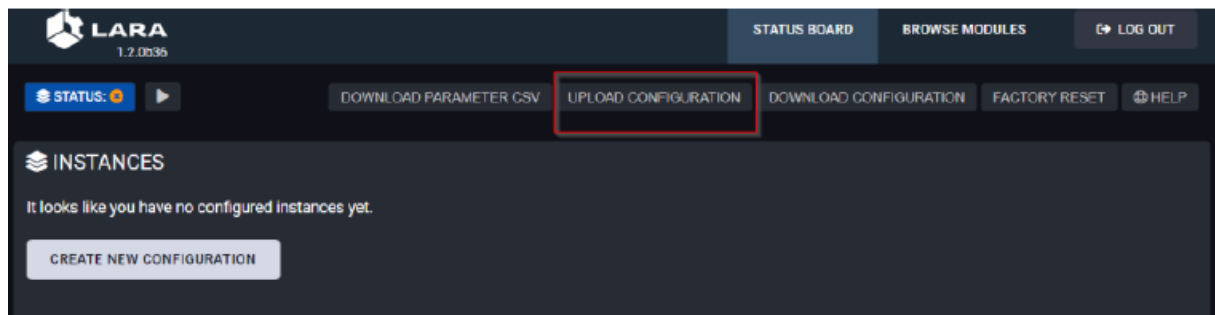 LARA
1.2.0b36
STATUS BOARD
BROWSE MODULES
LOG OUT
STATUS:
DOWNLOAD PARAMETER CSV
UPLOAD CONFIGURATION
DOWNLOAD CONFIGURATION
FACTORY RESET
HELP
INSTANCES
It looks like you have no configured instances yet.
CREATE NEW CONFIGURATION